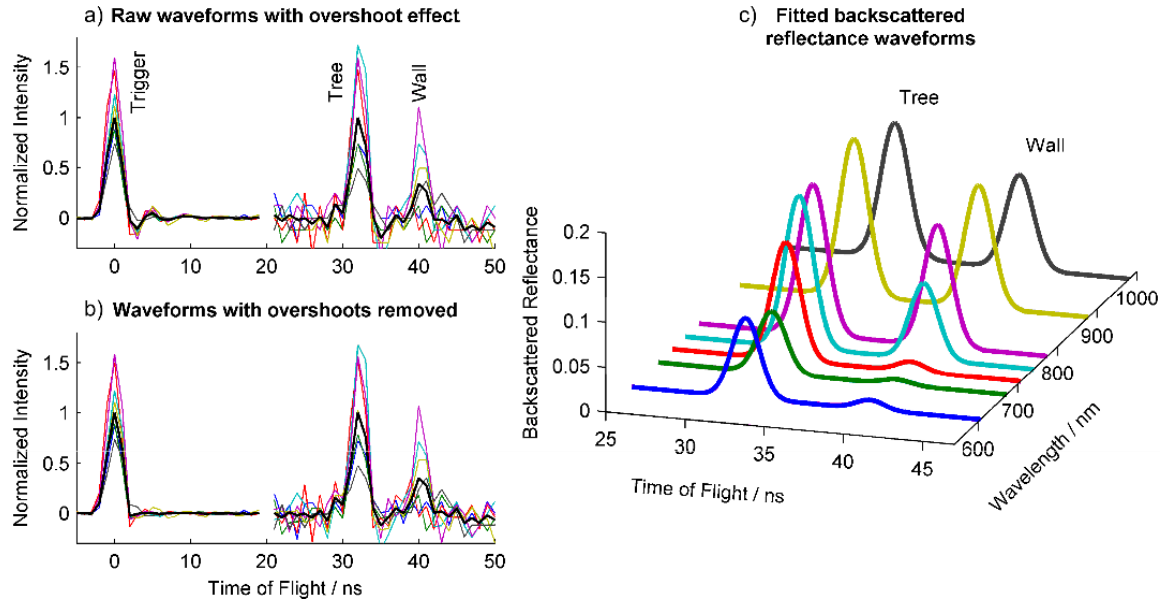 a) Raw waveforms with overshoot effect
Normalized Intensity
1.5
1
0.5
0
Trigger
Tree
Wall
0
10
20
30
40
50
b) Waveforms with overshoots removed
Normalized Intensity
1.5
1
0.5
0
0
10
20
30
40
50
Time of Flight / ns
c) Fitted backscattered
reflectance waveforms
Tree
Wall
Backscattered Reflectance
0.2
0.15
0.1
0.05
0
25
30
35
40
45
Time of Flight / ns
600
700
800
900
1000
Wavelength / nm